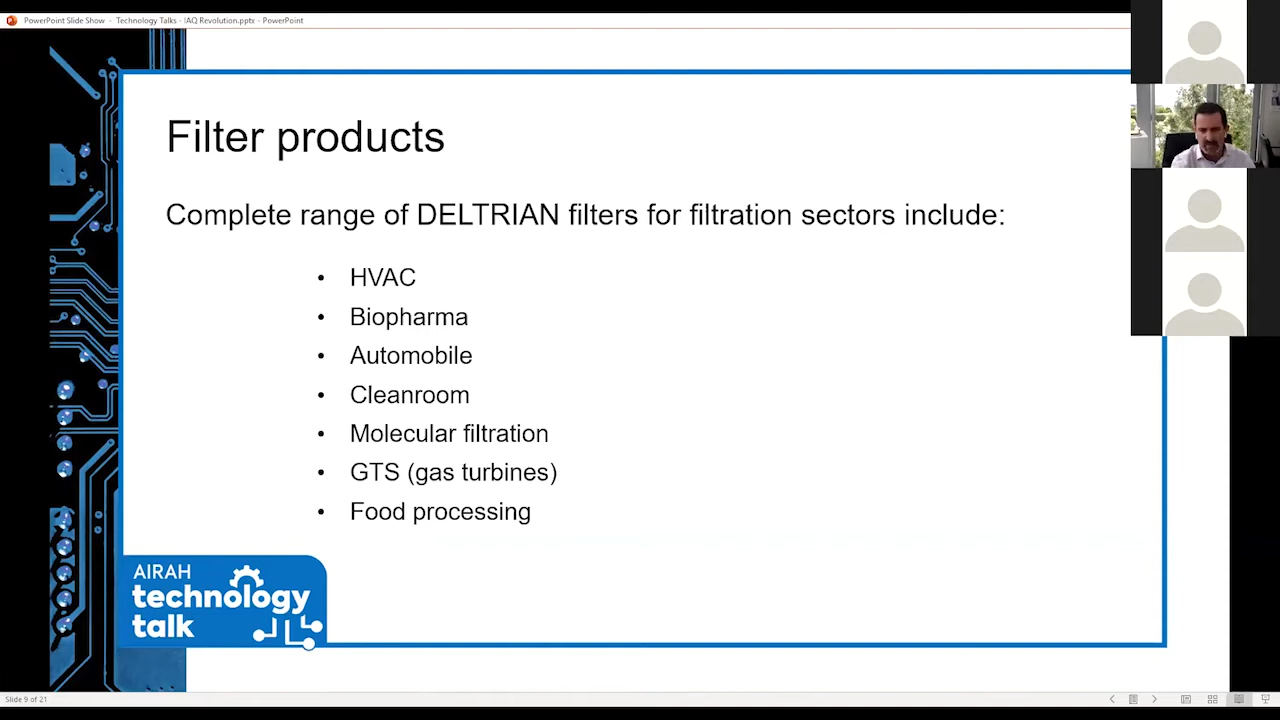 PowerPoint Slide Show - Technology Talks - IAQ Revolution.pptx - PowerPoint
Filter products
Complete range of DELTRIAN filters for filtration sectors include:
• HVAC
• Biopharma
• Automobile
• Cleanroom
• Molecular filtration
• GTS (gas turbines)
• Food processing
AIRAH
technology
talk
Slide 9 of 21